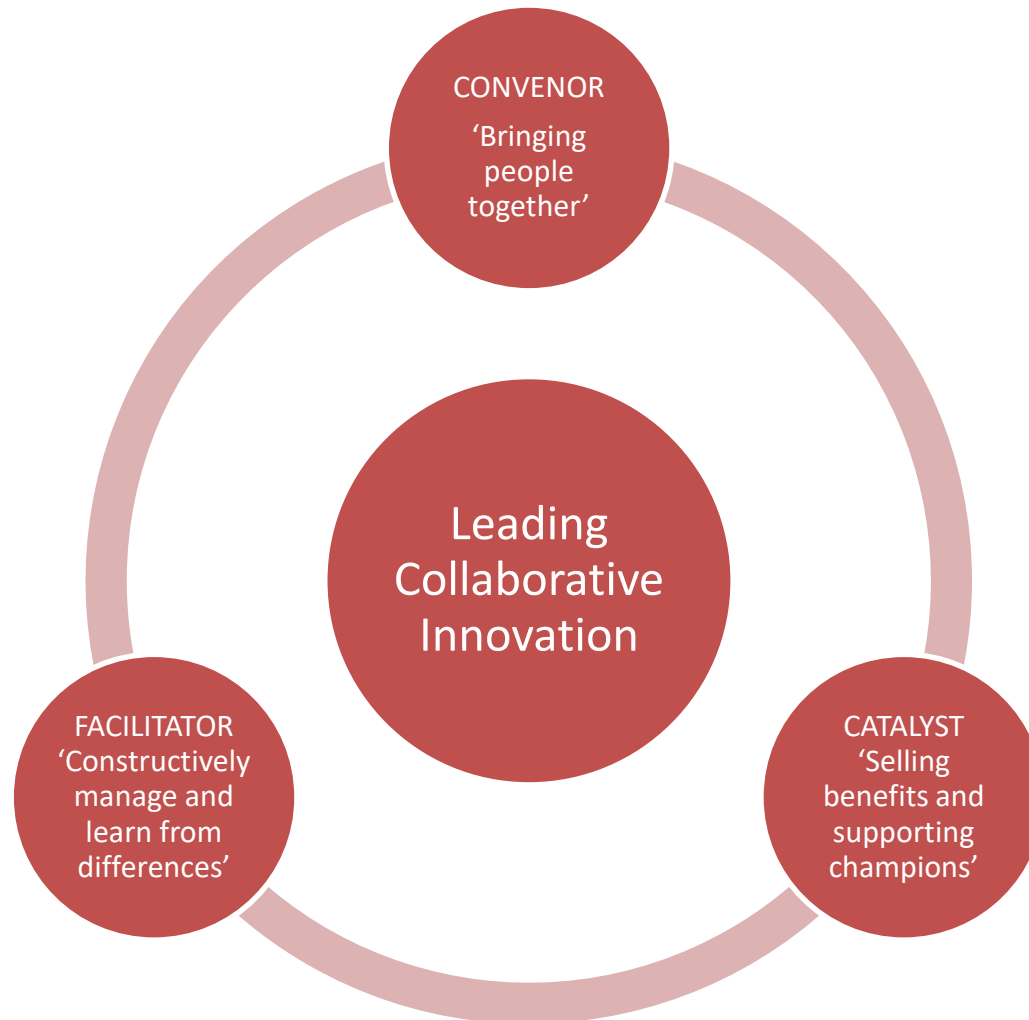 CONVENOR
‘Bringing
people
together’
Leading
Collaborative
Innovation
FACILITATOR
‘Constructively
manage and
learn from
differences’
CATALYST
‘Selling
benefits and
supporting
champions’